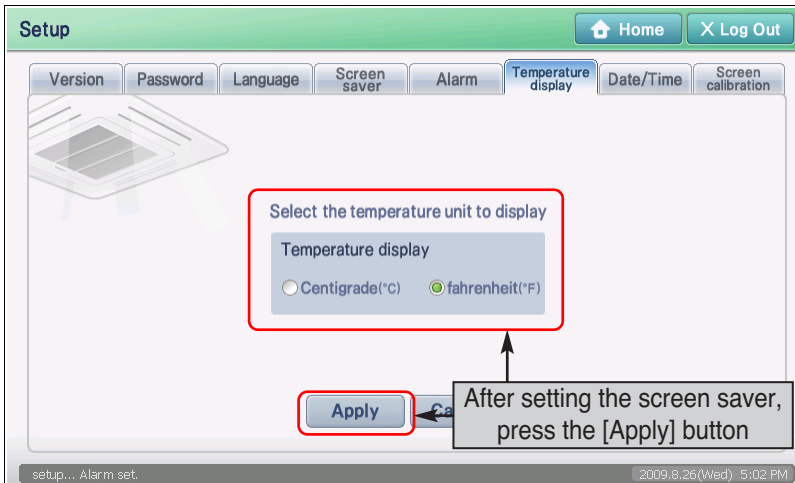 Setup
Home
X Log Out
Version
Password
Language
Screen
saver
Alarm
Temperature
display
Date/Time
Screen
calibration
Select the temperature unit to display
Temperature display
Centigrade(°C)
fahrenheit(°F)
Apply
After setting the screen saver,
press the [Apply] button
setup... Alarm set.
2009.8.26(Wed) 5:02 PM